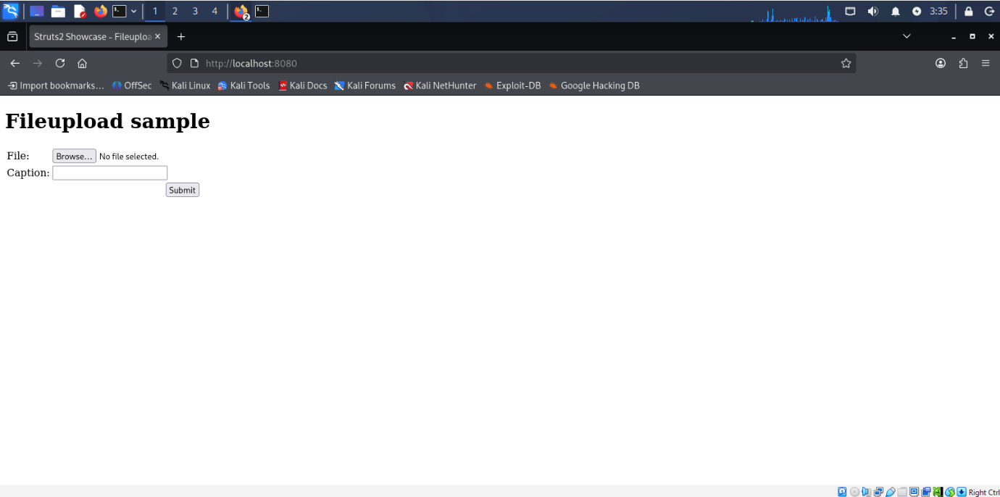 1 2 3 4 2 3:35
Struts2 Showcase - Fileuploa
http://localhost:8080
Import bookmarks... OffSec Kali Linux Kali Tools Kali Docs Kali Forums Kali NetHunter Exploit-DB Google Hacking DB
Fileupload sample
File: Browse... No file selected.
Caption:
Submit
Right Ctrl